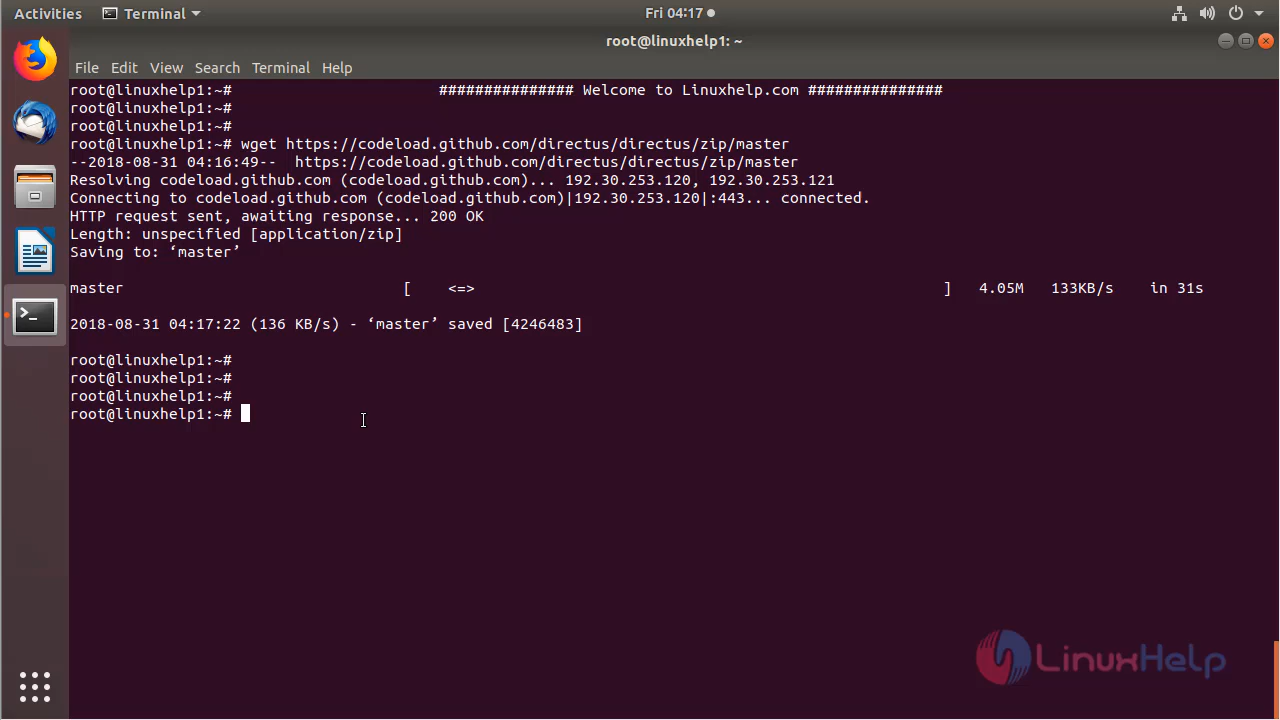 Activities Terminal Fri 04:17
root@linuxhelp1: ~
File Edit View Search Terminal Help
root@linuxhelp1:~# ############### Welcome to Linuxhelp.com ###############
root@linuxhelp1:~#
root@linuxhelp1:~#
root@linuxhelp1:~# wget https://codeload.github.com/directus/directus/zip/master
--2018-08-31 04:16:49-- https://codeload.github.com/directus/directus/zip/master
Resolving codeload.github.com (codeload.github.com)... 192.30.253.120, 192.30.253.121
Connecting to codeload.github.com (codeload.github.com)|192.30.253.120|:443... connected.
HTTP request sent, awaiting response... 200 OK
Length: unspecified [application/zip]
Saving to: ‘master’
master [ <=> ] 4.05M 133KB/s in 31s
2018-08-31 04:17:22 (136 KB/s) - ‘master’ saved [4246483]
root@linuxhelp1:~#
root@linuxhelp1:~#
root@linuxhelp1:~#
root@linuxhelp1:~#
LinuxHelp